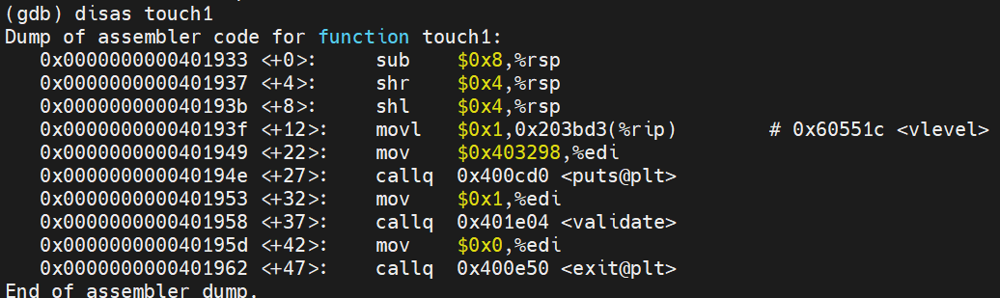 (gdb) disas touch1
Dump of assembler code for function touch1:
   0x0000000000401933 <+0>:     sub    $0x8,%rsp
   0x0000000000401937 <+4>:     shr    $0x4,%rsp
   0x000000000040193b <+8>:     shl    $0x4,%rsp
   0x000000000040193f <+12>:    movl   $0x1,0x203bd3(%rip)        # 0x60551c <vlevel>
   0x0000000000401949 <+22>:    mov    $0x403298,%edi
   0x000000000040194e <+27>:    callq  0x400cd0 <puts@plt>
   0x0000000000401953 <+32>:    mov    $0x1,%edi
   0x0000000000401958 <+37>:    callq  0x401e04 <validate>
   0x000000000040195d <+42>:    mov    $0x0,%edi
   0x0000000000401962 <+47>:    callq  0x400e50 <exit@plt>
End of assembler dump.